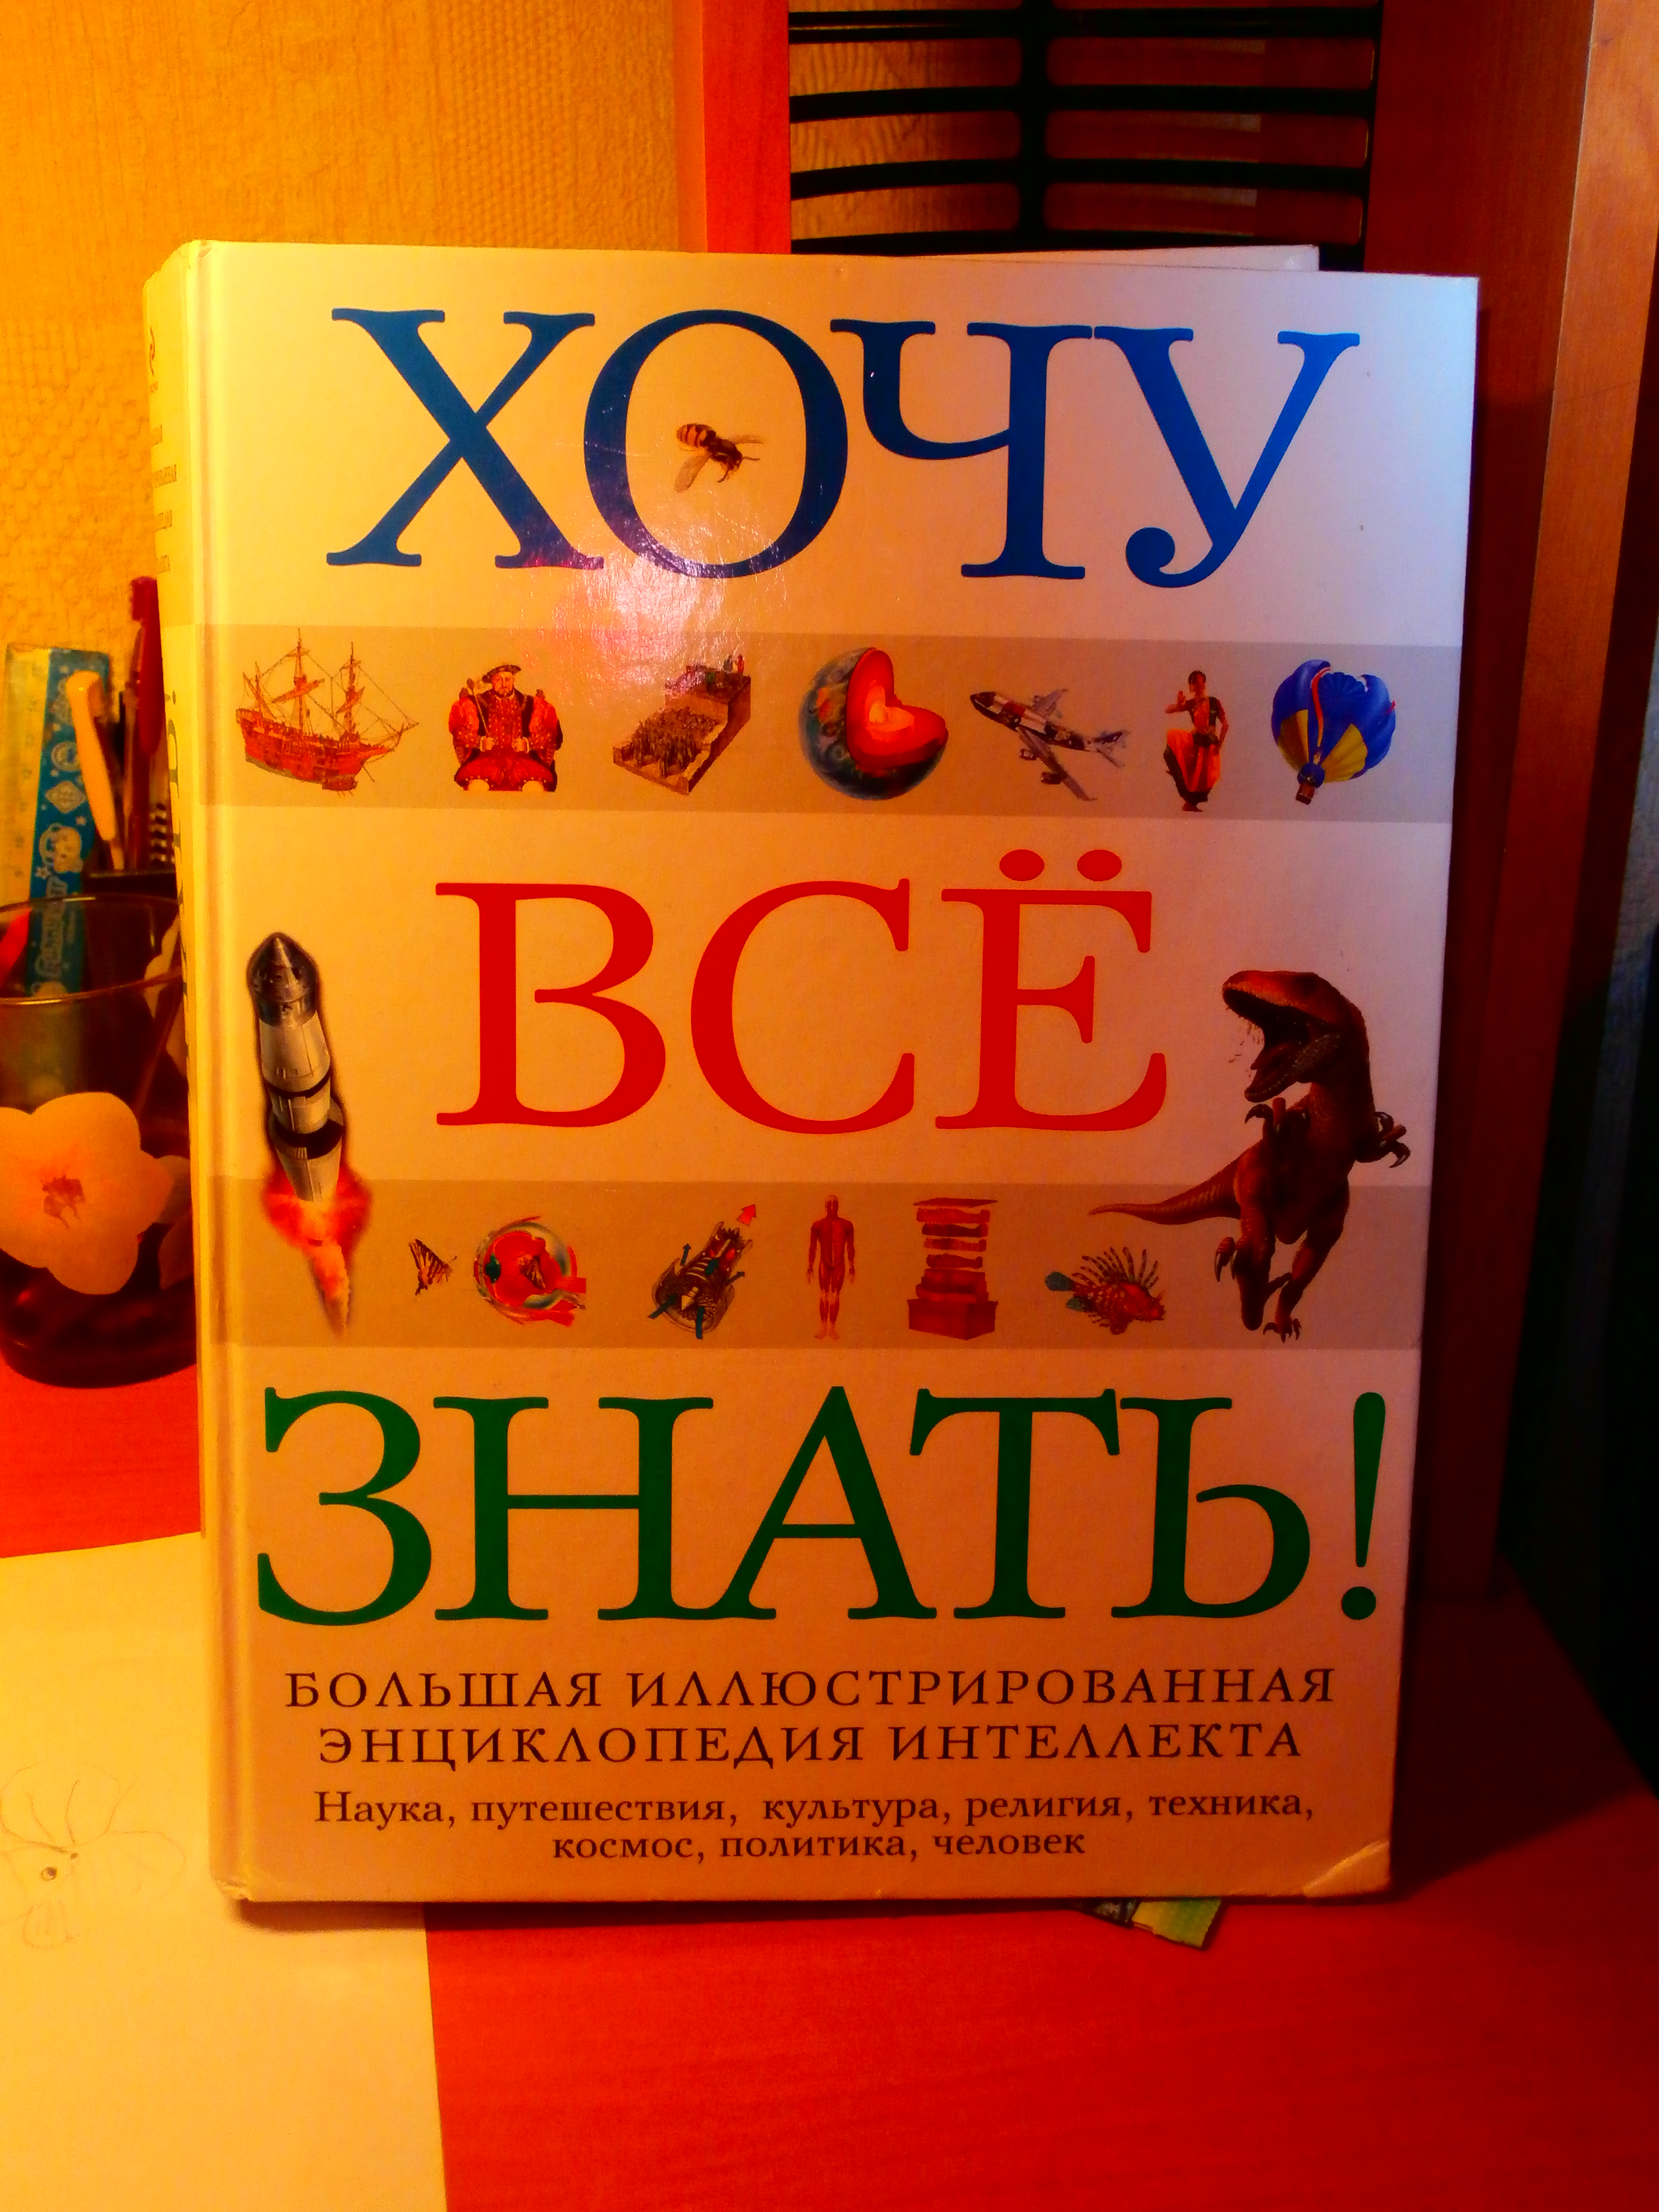 ХОЧУ
ВСЁ
ЗНАТЬ!
БОЛЬШАЯ ИЛЛЮСТРИРОВАННАЯ
ЭНЦИКЛОПЕДИЯ ИНТЕЛЛЕКТА
Наука, путешествия, культура, религия, техника,
космос, политика, человек